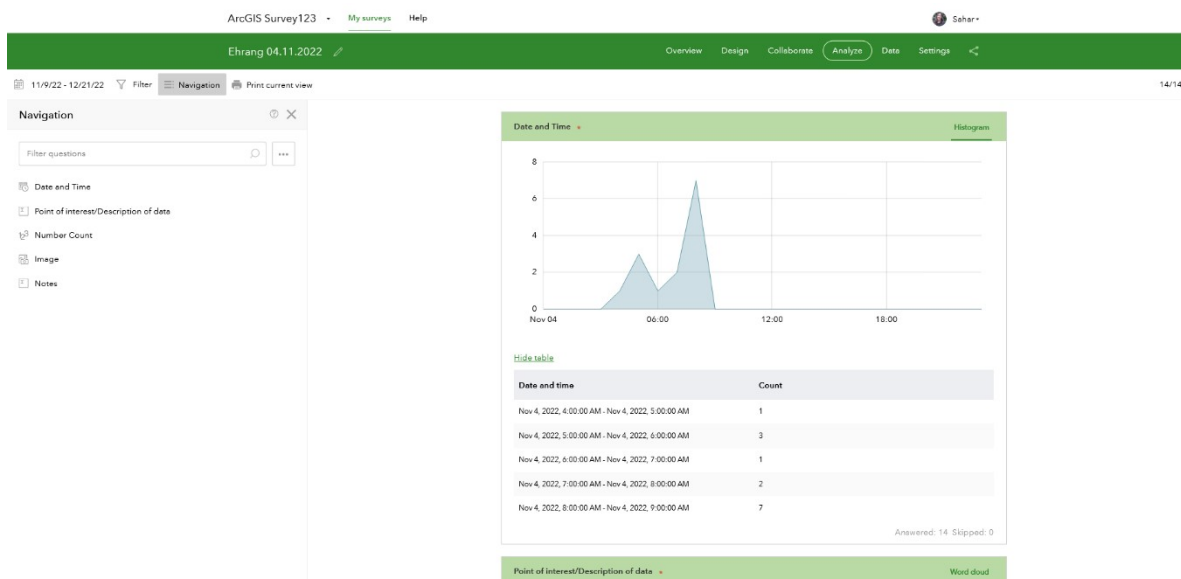 ArcGIS Survey123 My surveys Help Sahar
Ehrang 04.11.2022 Overview Design Collaborate Analyze Data Settings
11/9/22 - 12/21/22 Filter Navigation Print current view 14/14
Navigation
Filter questions
Date and Time
Point of interest/Description of data
Number Count
Image
Notes
Date and Time • Histogram
8
6
4
2
0
Nov 04 06:00 12:00 18:00
Hide table
Date and time Count
Nov 4, 2022, 4:00:00 AM - Nov 4, 2022, 5:00:00 AM 1
Nov 4, 2022, 5:00:00 AM - Nov 4, 2022, 6:00:00 AM 3
Nov 4, 2022, 6:00:00 AM - Nov 4, 2022, 7:00:00 AM 1
Nov 4, 2022, 7:00:00 AM - Nov 4, 2022, 8:00:00 AM 2
Nov 4, 2022, 8:00:00 AM - Nov 4, 2022, 9:00:00 AM 7
Answered: 14 Skipped: 0
Point of interest/Description of data • Word cloud